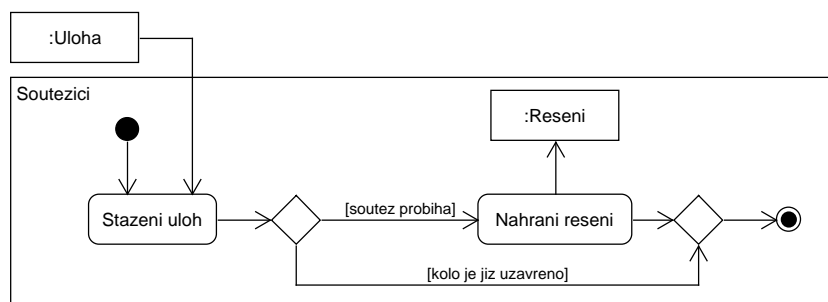 :Uloha
Soutezici
:Reseni
Stazeni uloh
[soutez probiha]
Nahrani reseni
[kolo je jiz uzavreno]